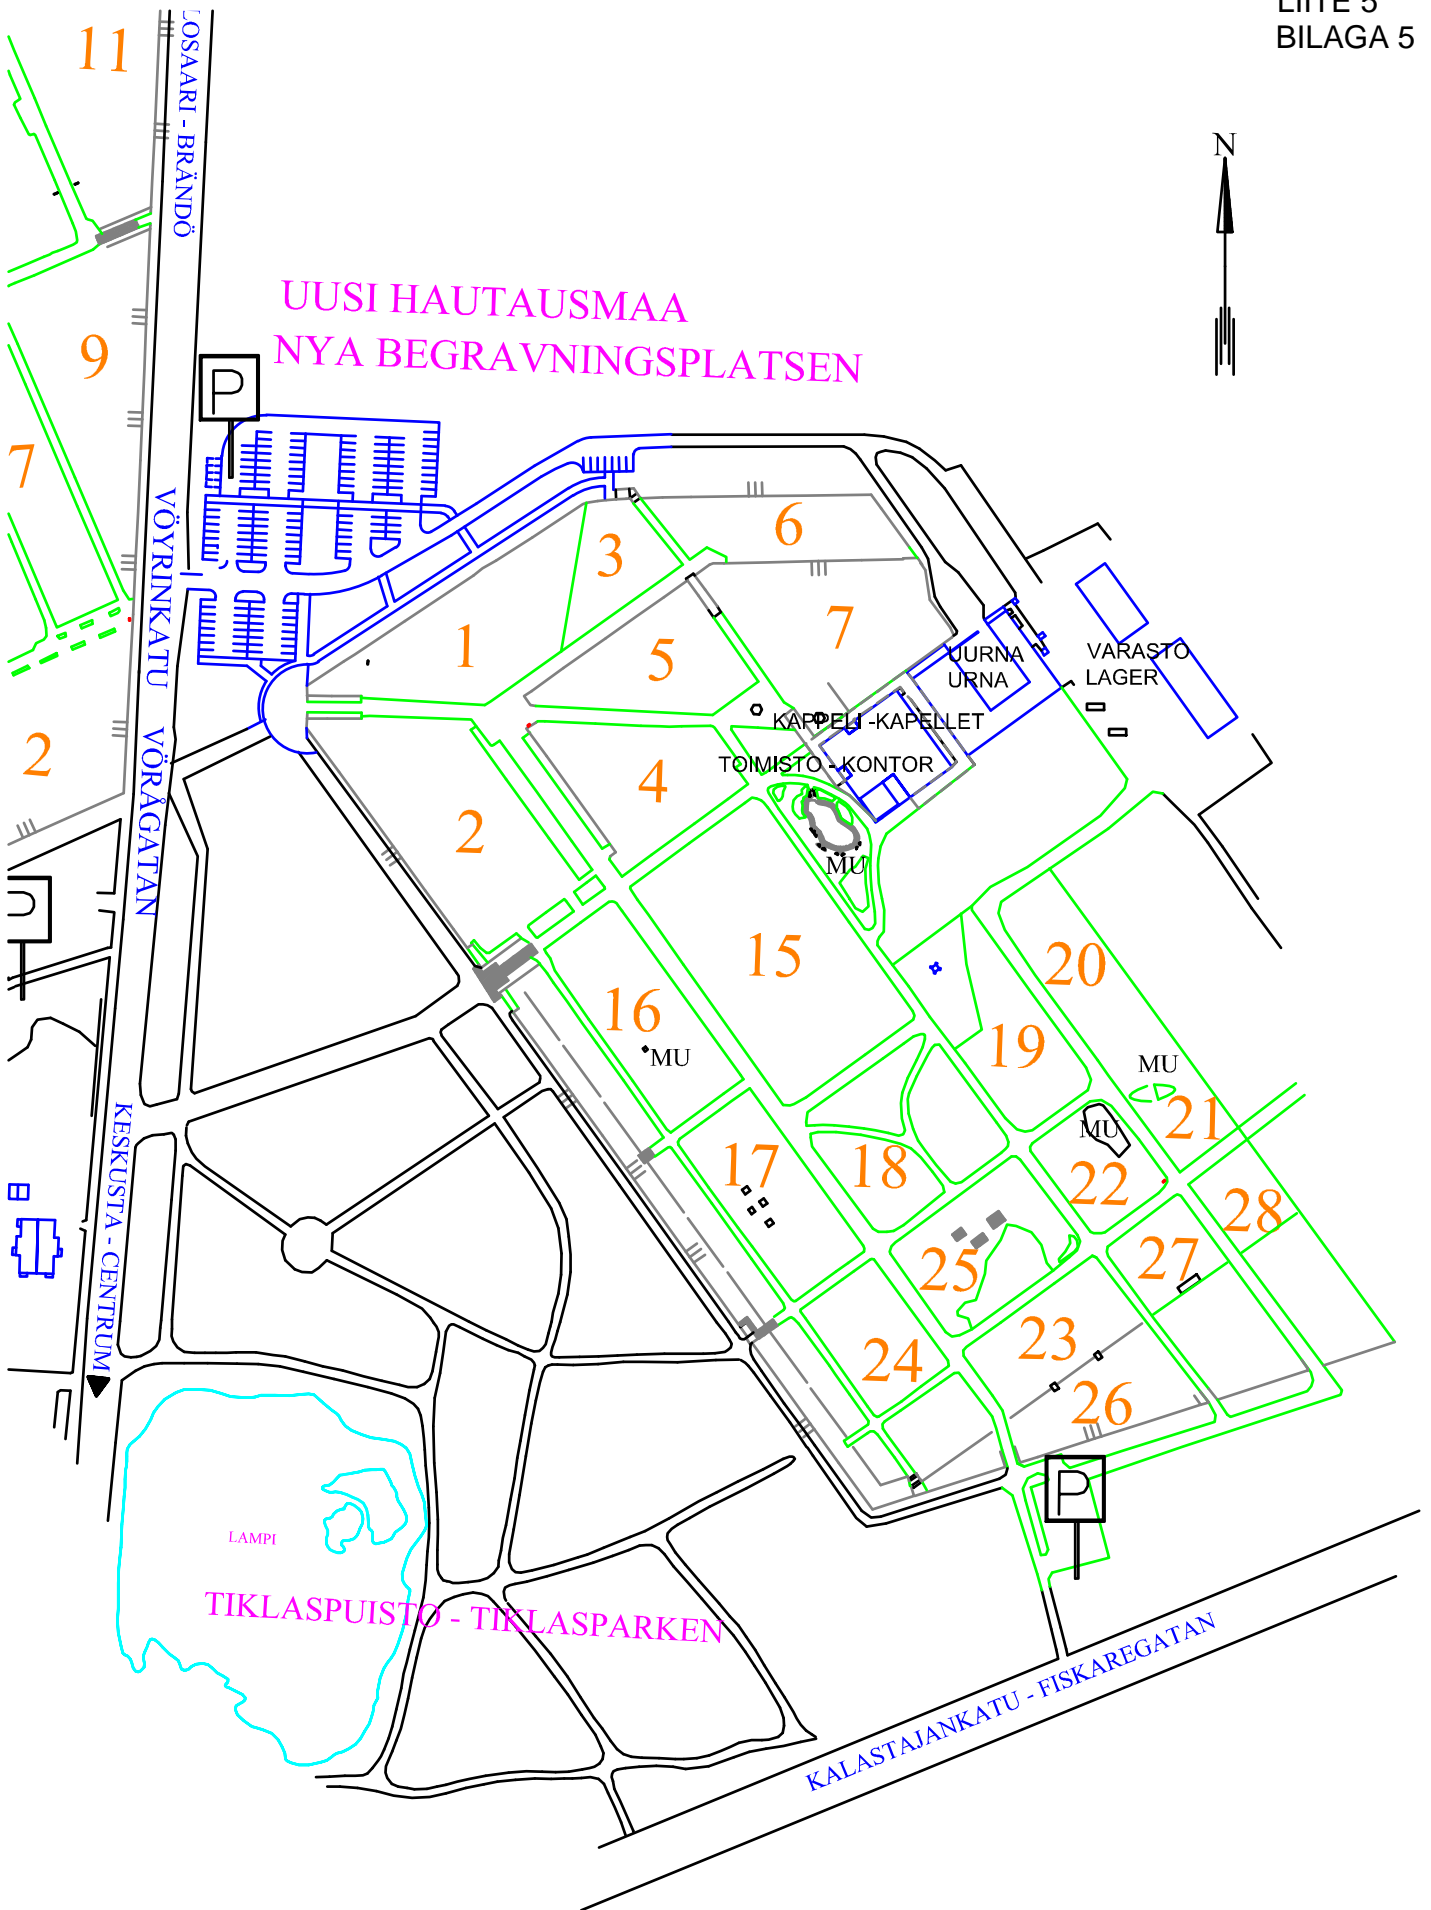 LIITE 5
BILAGA 5
11
LOSAARI - BRÄNDÖ
N
UUSI HAUTAUSMAA
NYA BEGRAVNINGSPLATSEN
9
P
7
VÖYRINKATU VÖRÅGATAN
3
6
1
5
7
UURNA
URNA
VARASTO
LAGER
KAPPELI -KAPELLET
TOIMISTO - KONTOR
2
4
2
MU
P
15
20
16
MU
19
MU
21
MU
17
18
22
28
25
27
KESKUSTA - CENTRUM
23
24
26
P
LAMPI
TIKLASPUISTO - TIKLASPARKEN
KALASTAJANKATU - FISKAREGATAN